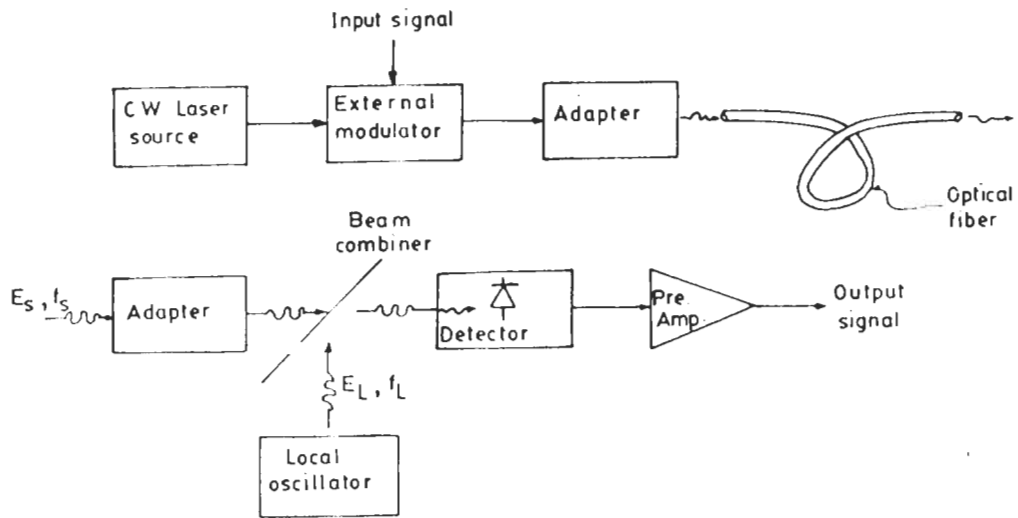 Input signal
CW Laser
source
External
modulator
Adapter
Optical
fiber
Beam
combiner
Es, fs
Adapter
Detector
Pre
Amp.
Output
signal
EL, fL
Local
oscillator